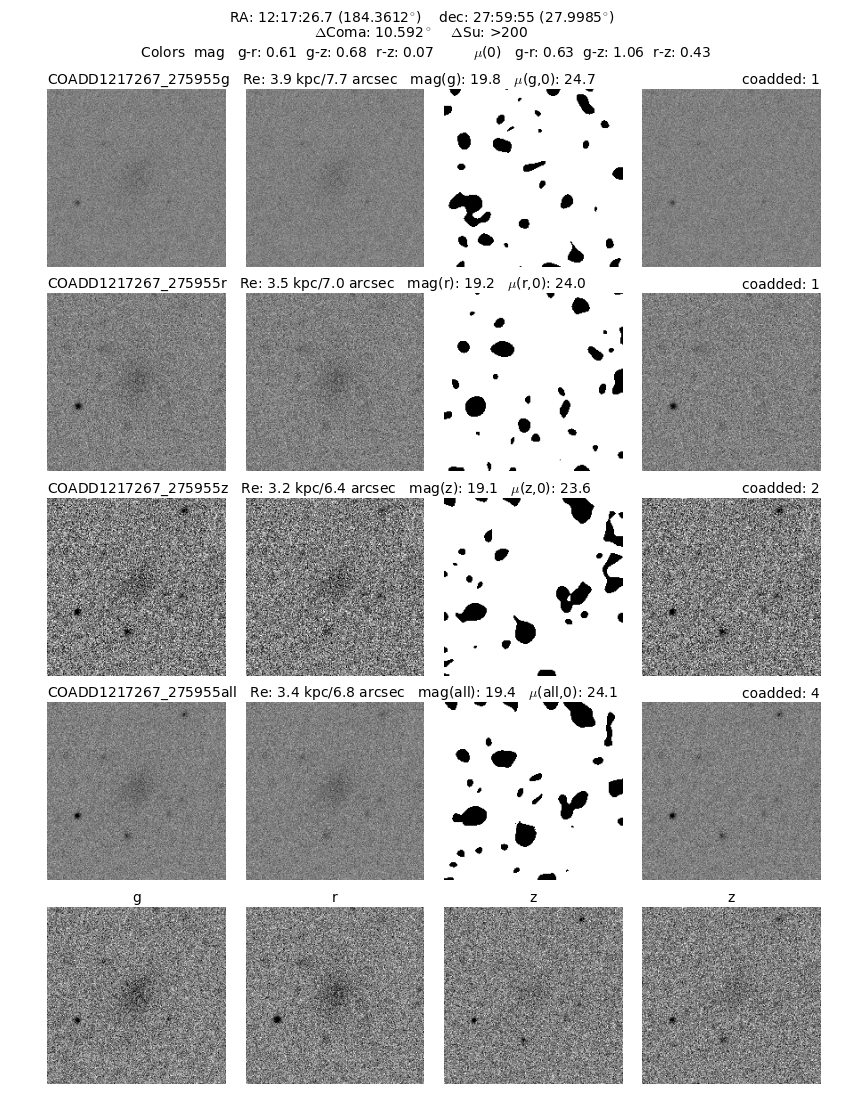 RA: 12:17:26.7 (184.3612°) dec: 27:59:55 (27.9985°)
ΔComa: 10.592° ΔSu: >200
Colors mag g-r: 0.61 g-z: 0.68 r-z: 0.07 μ(0) g-r: 0.63 g-z: 1.06 r-z: 0.43
COADD1217267_275955g Re: 3.9 kpc/7.7 arcsec mag(g): 19.8 μ(g,0): 24.7 coadded: 1
COADD1217267_275955r Re: 3.5 kpc/7.0 arcsec mag(r): 19.2 μ(r,0): 24.0 coadded: 1
COADD1217267_275955z Re: 3.2 kpc/6.4 arcsec mag(z): 19.1 μ(z,0): 23.6 coadded: 2
COADD1217267_275955all Re: 3.4 kpc/6.8 arcsec mag(all): 19.4 μ(all,0): 24.1 coadded: 4
g r z z